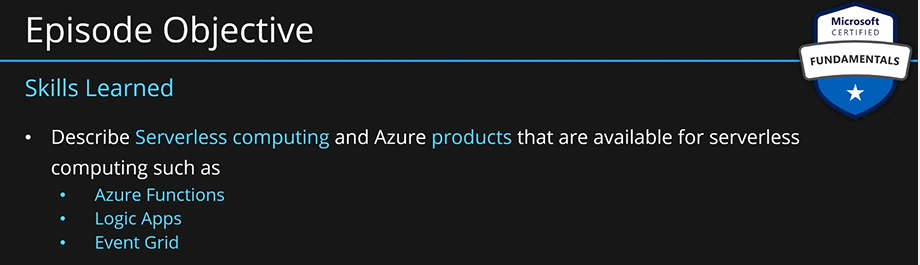 Episode Objective
Microsoft
CERTIFIED
FUNDAMENTALS
Skills Learned
• Describe Serverless computing and Azure products that are available for serverless
computing such as
• Azure Functions
• Logic Apps
• Event Grid